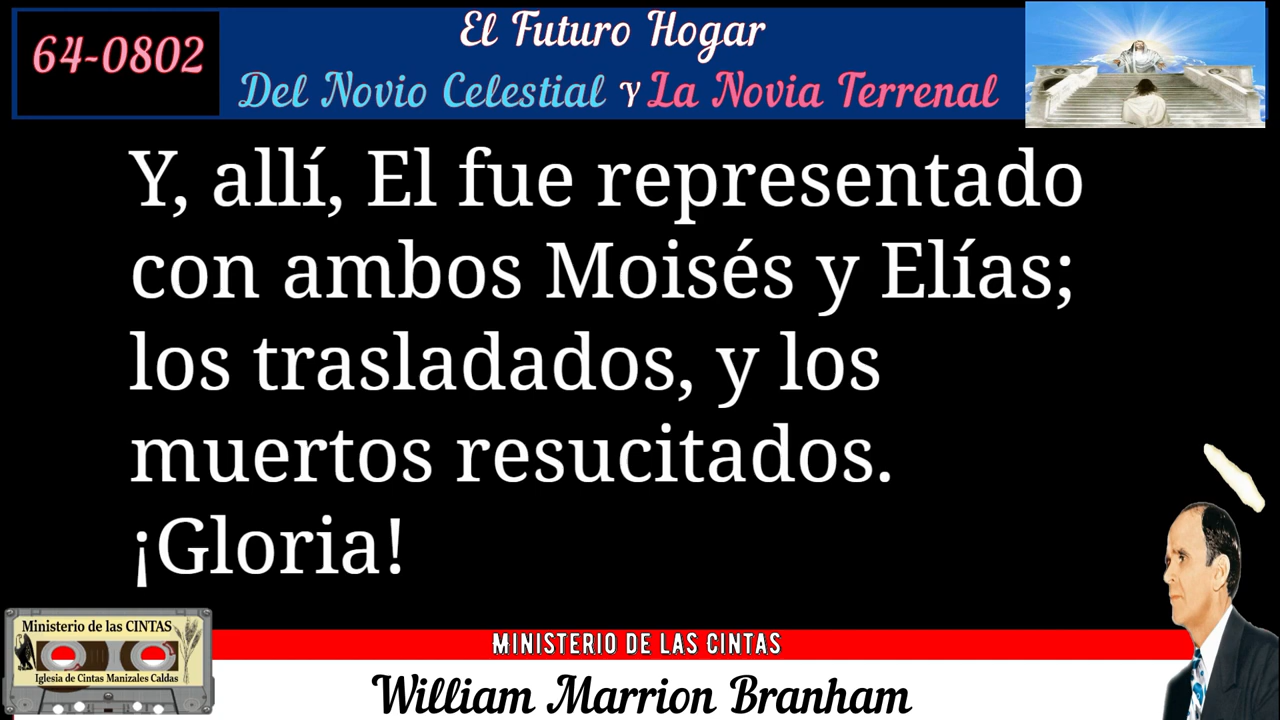 64-0802
El Futuro Hogar
Del Novio Celestial Y La Novia Terrenal
Y, allí, El fue representado
con ambos Moisés y Elías;
los trasladados, y los
muertos resucitados.
¡Gloria!
Ministerio de las CINTAS
Iglesia de Cintas Manizales Caldas
MINISTERIO DE LAS CINTAS
William Marrion Branham